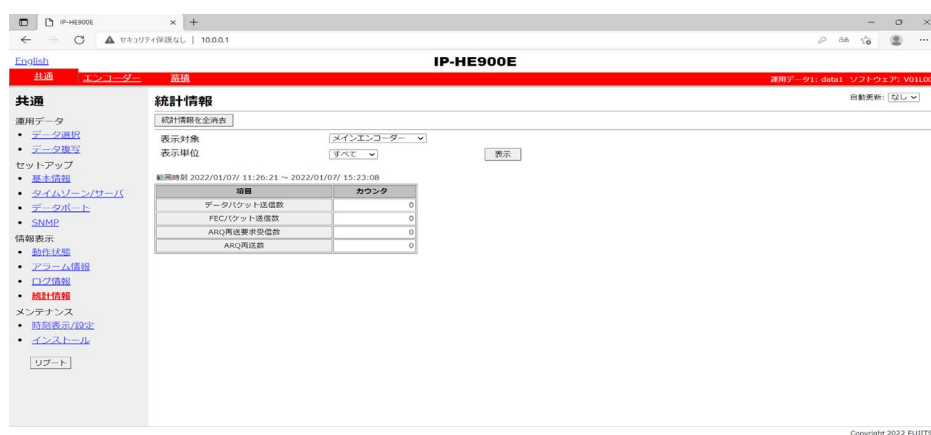 IP-HE900E
セキュリティ保護なし | 10.0.0.1
English
IP-HE900E
共通 エンコーダー 蓄積
運用データ1: data1 ソフトウェア: V01L00
共通
統計情報
自動更新: なし
運用データ
統計情報を全消去
データ選択
表示対象 メインエンコーダー
データ複写
表示単位 すべて 表示
セットアップ
基本情報
範囲時刻 2022/01/07/ 11:26:21 ～ 2022/01/07/ 15:23:08
タイムゾーン/サーバ
項目 カウンタ
データポート
データパケット送信数 0
SNMP
FECパケット送信数 0
ARQ再送要求受信数 0
情報表示
ARQ再送数 0
動作状態
アラーム情報
ログ情報
統計情報
メンテナンス
時刻表示/設定
インストール
リブート
Copyright 2022 FUJITS